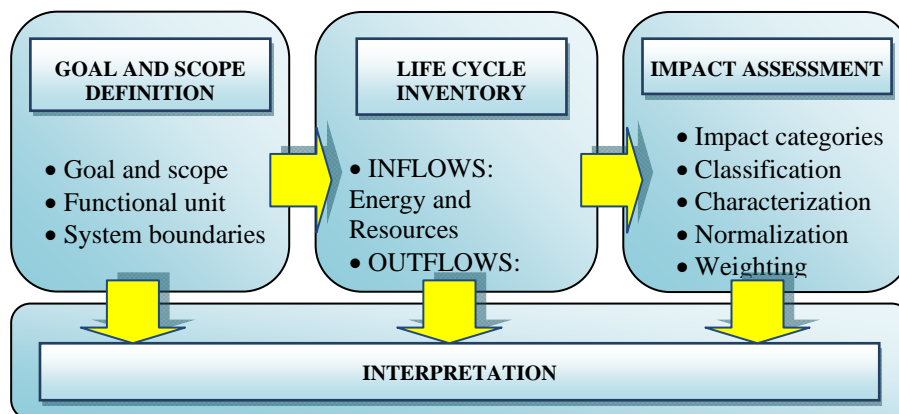 GOAL AND SCOPE
DEFINITION
• Goal and scope
• Functional unit
• System boundaries
LIFE CYCLE
INVENTORY
• INFLOWS:
Energy and
Resources
• OUTFLOWS:
IMPACT ASSESSMENT
• Impact categories
• Classification
• Characterization
• Normalization
• Weighting
INTERPRETATION